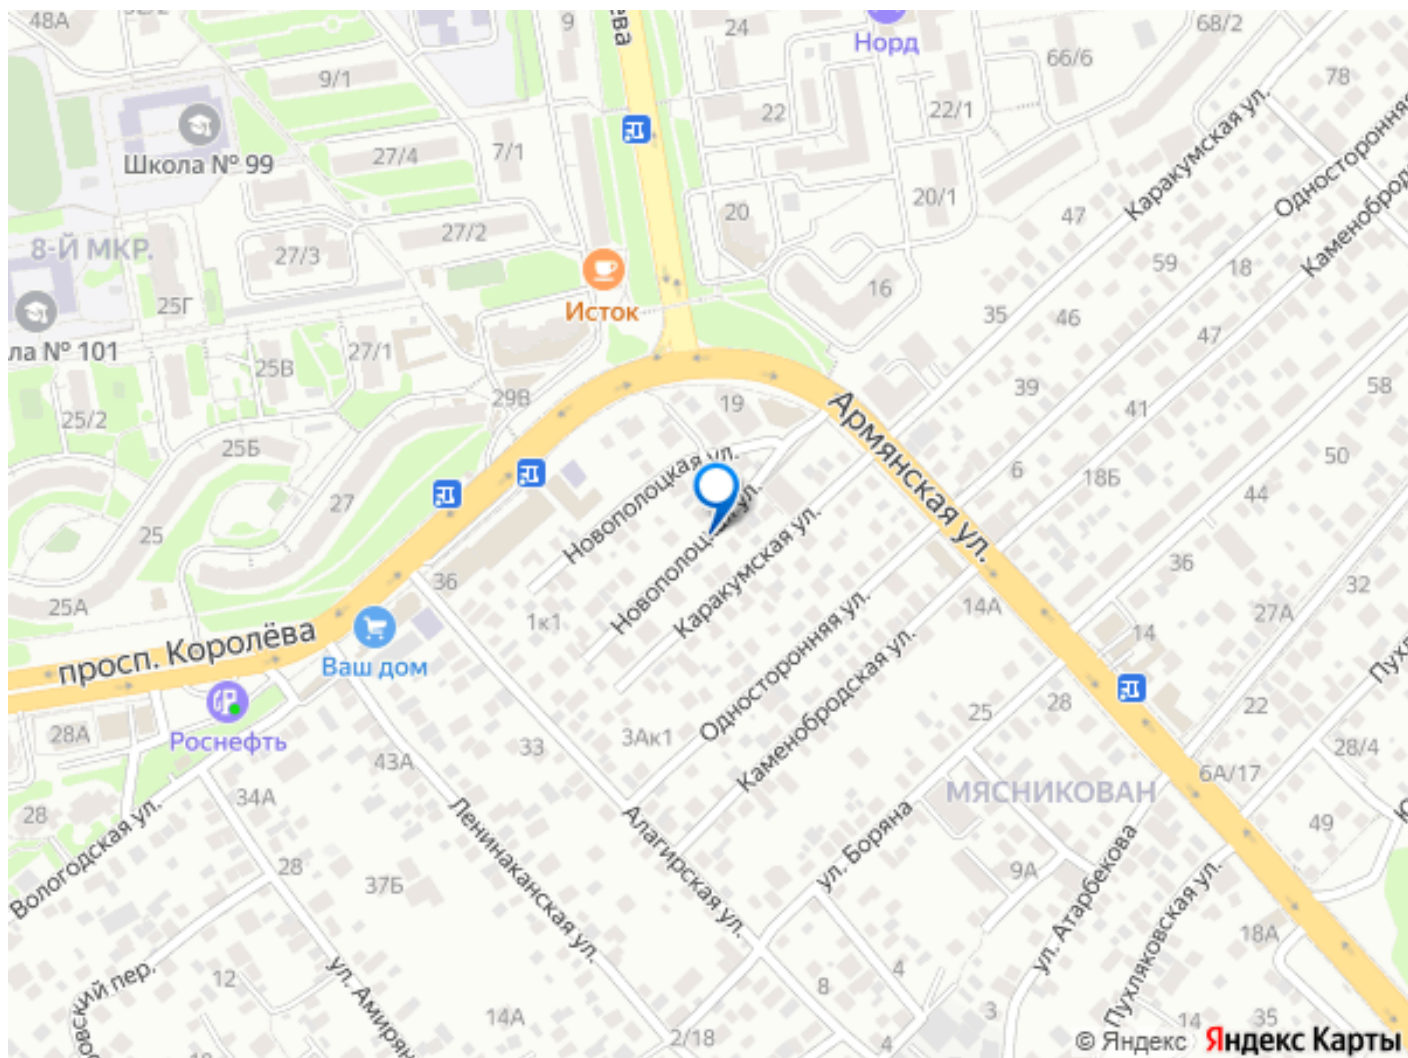 48А
9
24
Норд
68/2
66/6
9/1
78
22
22/1
Школа № 99
27/4
7/1
Каракумская ул.
Односторонняя
Каменобродс
20/1
20
47
8-Й МКР.
27/3
27/2
59
18
25Г
Исток
16
35
46
47
ла № 101
27/1
25В
39
58
25/2
29В
19
Армянская ул.
41
25Б
Новополоцкая ул.
6
18Б
50
27
44
25
Новополоцкая ул.
Каракумская ул.
36
36
32
25А
14А
27А
1к1
14
просп. Королёва
Ваш дом
Односторонняя ул.
Каменобродская ул.
Пухля
28А
Роснефть
33
3Ак1
25
28
22
28/4
43А
6А/17
34А
МЯСНИКОВАН
28
Вологодская ул.
Ленинаканская ул.
Алагирская ул.
ул. Боряна
49
28
37Б
9А
ул. Атарбекова
Пухляковская ул.
18А
овский пер.
12
ул. Амирян
4
8
14А
3
2/18
4
14
35
© Яндекс Яндекс Карты